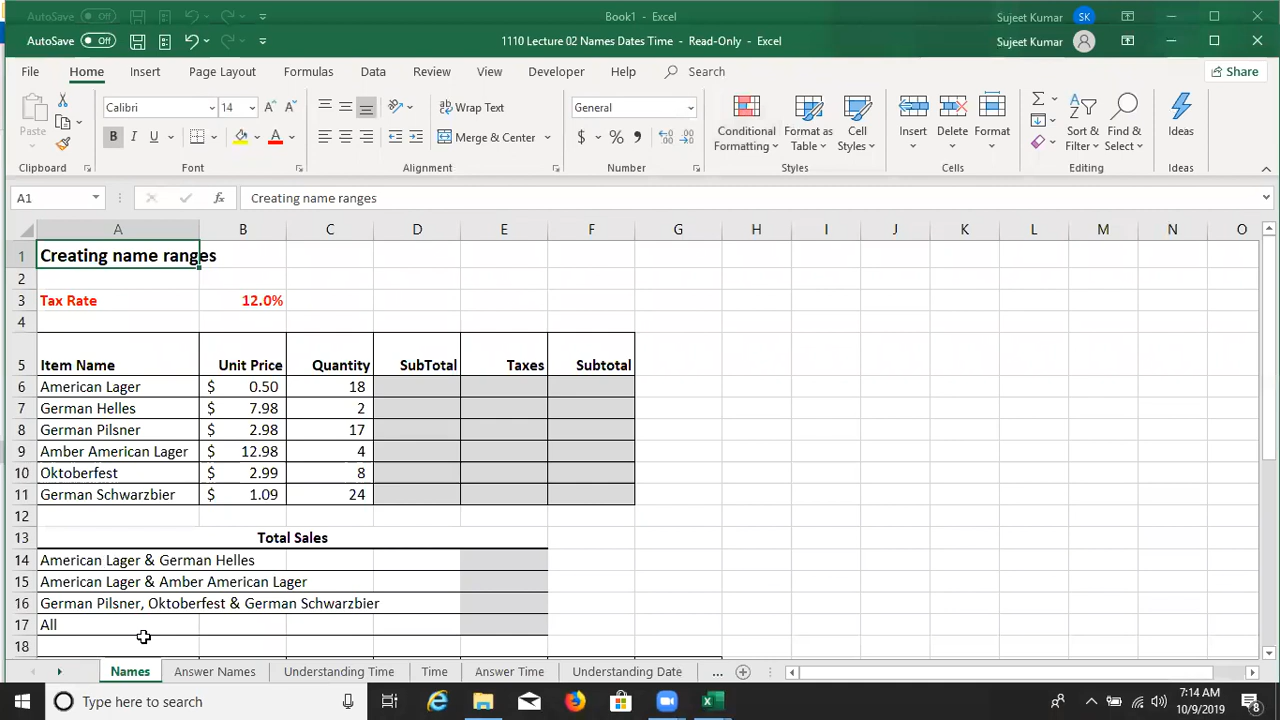 AutoSave Off Book1 - Excel Sujeet Kumar SK
AutoSave Off 1110 Lecture 02 Names Dates Time - Read-Only - Excel Sujeet Kumar
File Home Insert Page Layout Formulas Data Review View Developer Help Search Share
Paste Calibri 14 A A Wrap Text General Conditional Formatting Format as Table Cell Styles Insert Delete Format Sort & Filter Find & Select Ideas
B I U A Merge & Center $ % ,
Clipboard Font Alignment Number Styles Cells Editing Ideas
A1 fx Creating name ranges
A B C D E F G H I J K L M N O
1 Creating name ranges
2
3 Tax Rate 12.0%
4
5 Item Name Unit Price Quantity SubTotal Taxes Subtotal
6 American Lager $ 0.50 18
7 German Helles $ 7.98 2
8 German Pilsner $ 2.98 17
9 Amber American Lager $ 12.98 4
10 Oktoberfest $ 2.99 8
11 German Schwarzbier $ 1.09 24
12
13 Total Sales
14 American Lager & German Helles
15 American Lager & Amber American Lager
16 German Pilsner, Oktoberfest & German Schwarzbier
17 All
18
Names Answer Names Understanding Time Time Answer Time Understanding Date ...
Type here to search 7:14 AM
10/9/2019 8